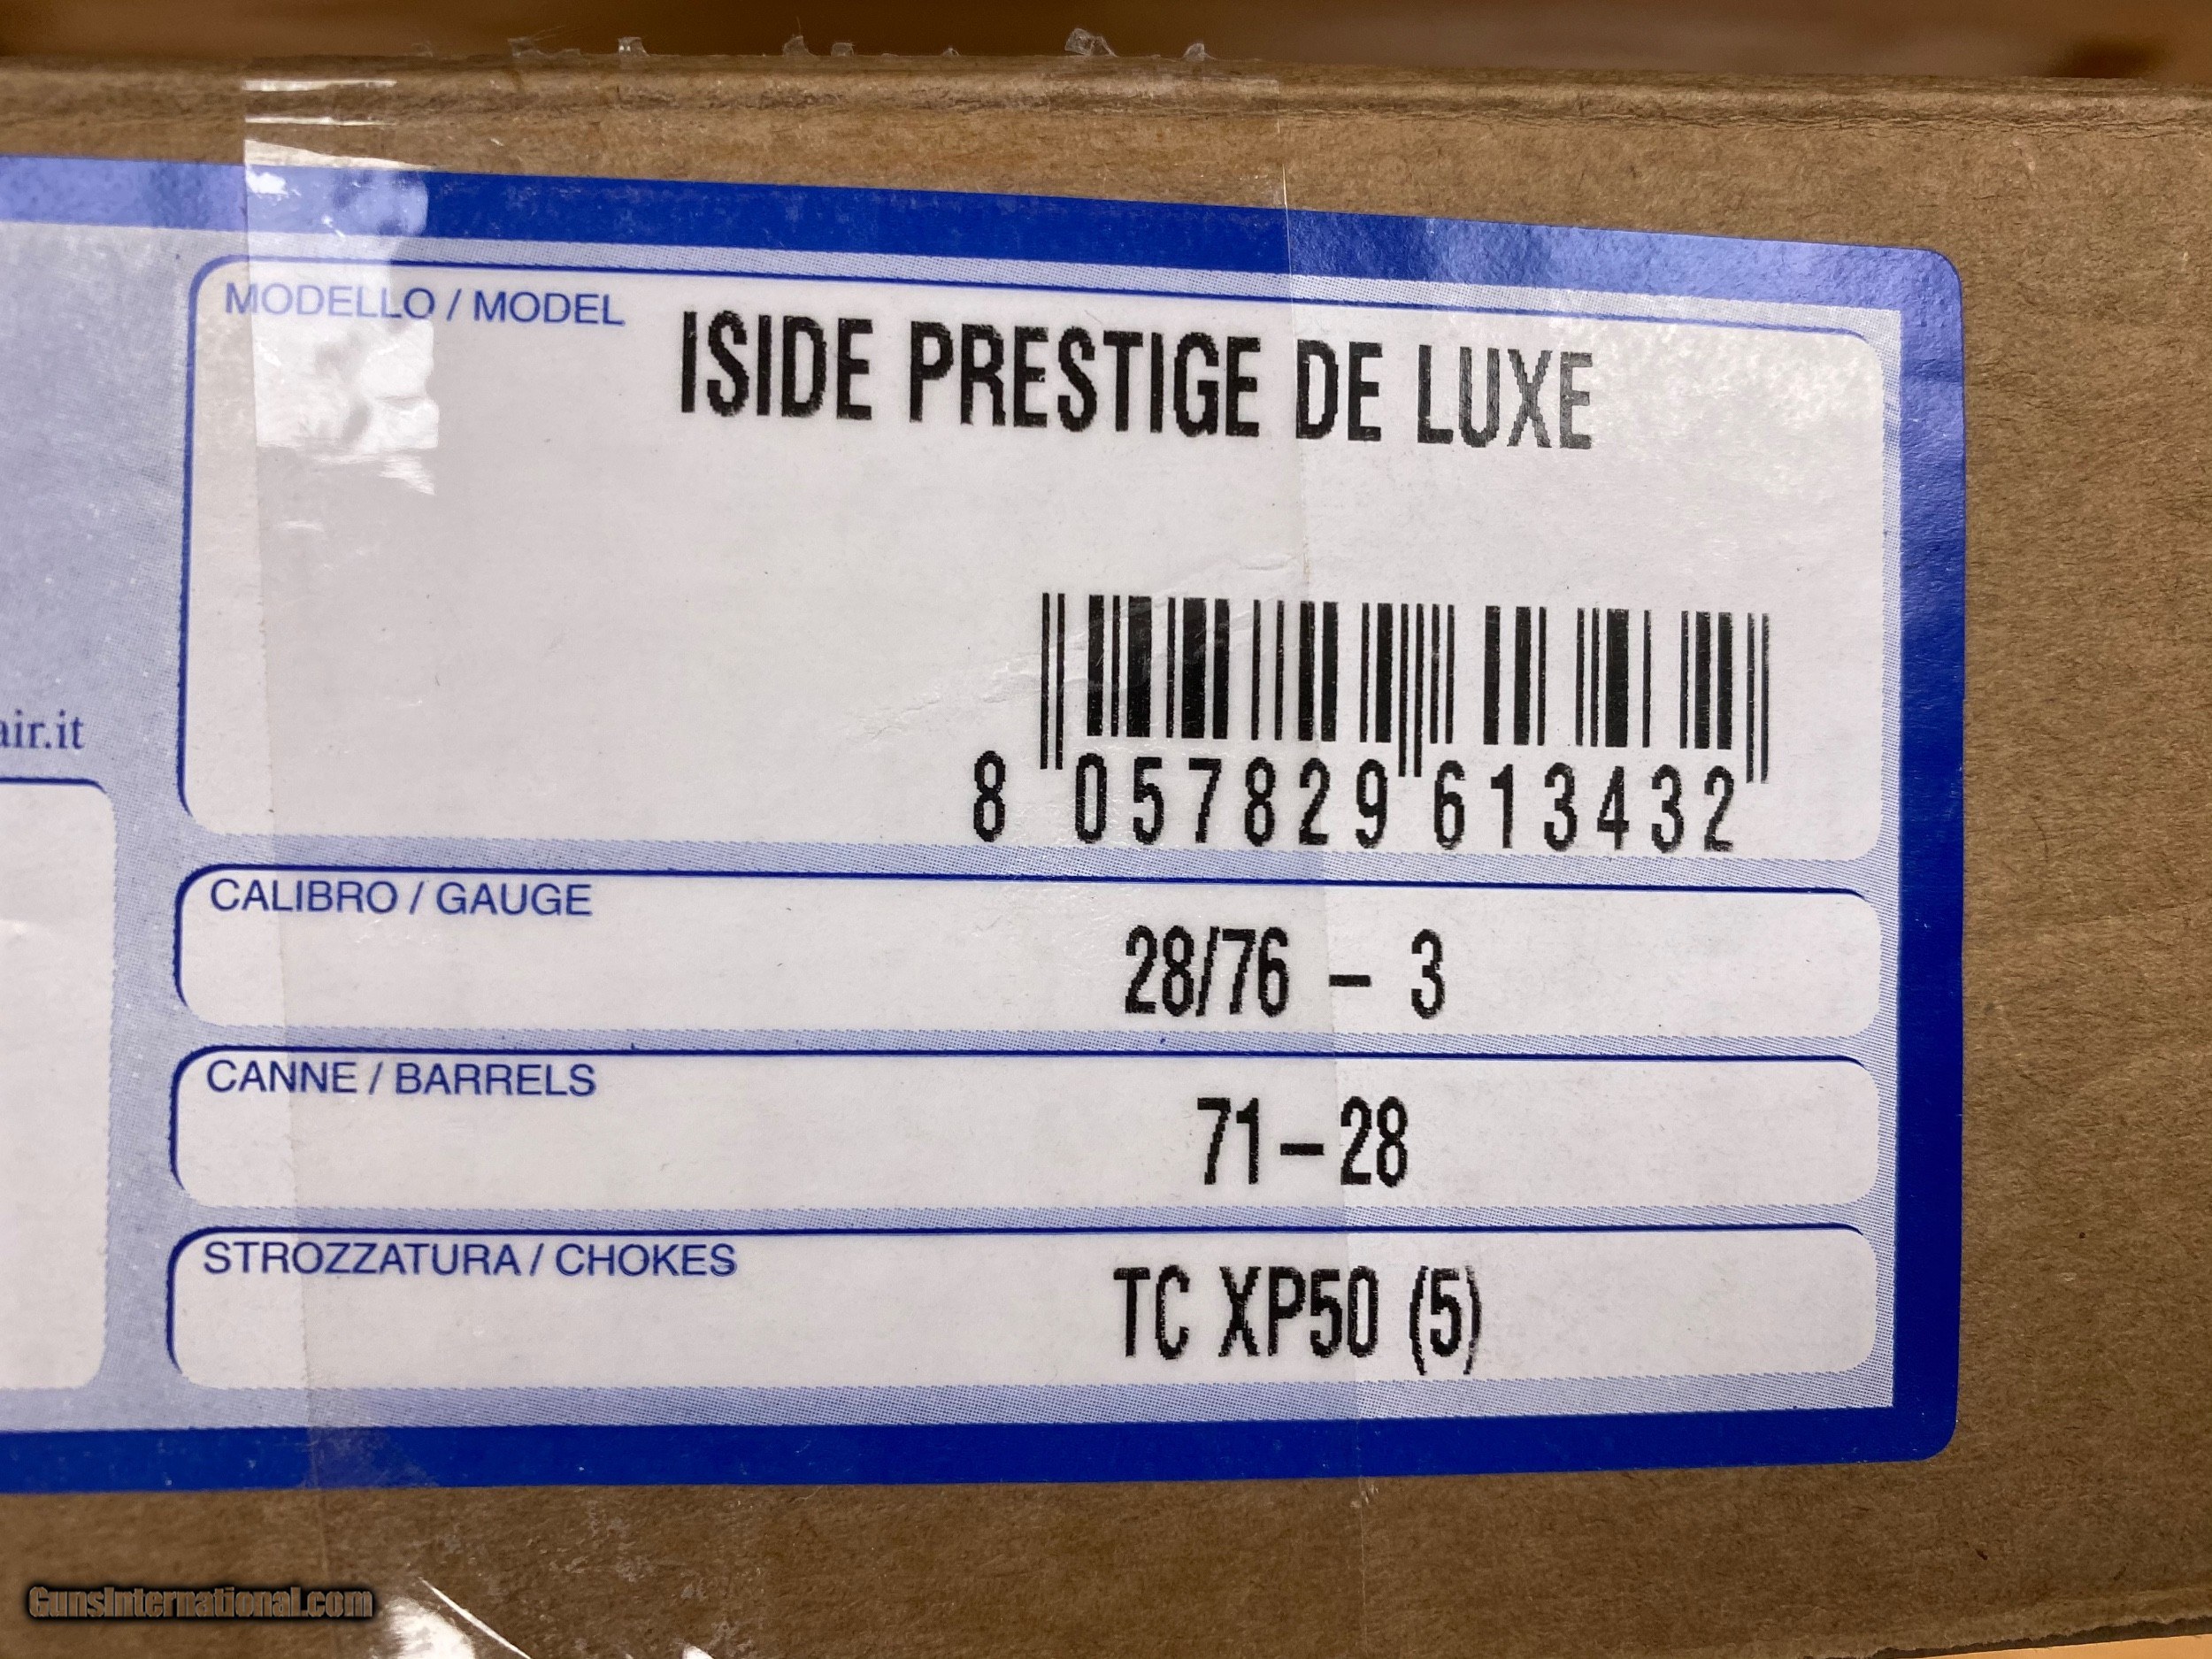 MODELLO / MODEL
ISIDE PRESTIGE DE LUXE
air.it
8 057829 613432
CALIBRO / GAUGE
28/76 - 3
CANNE / BARRELS
71-28
STROZZATURA / CHOKES
TC XP50 (5)
GunsInternational.com